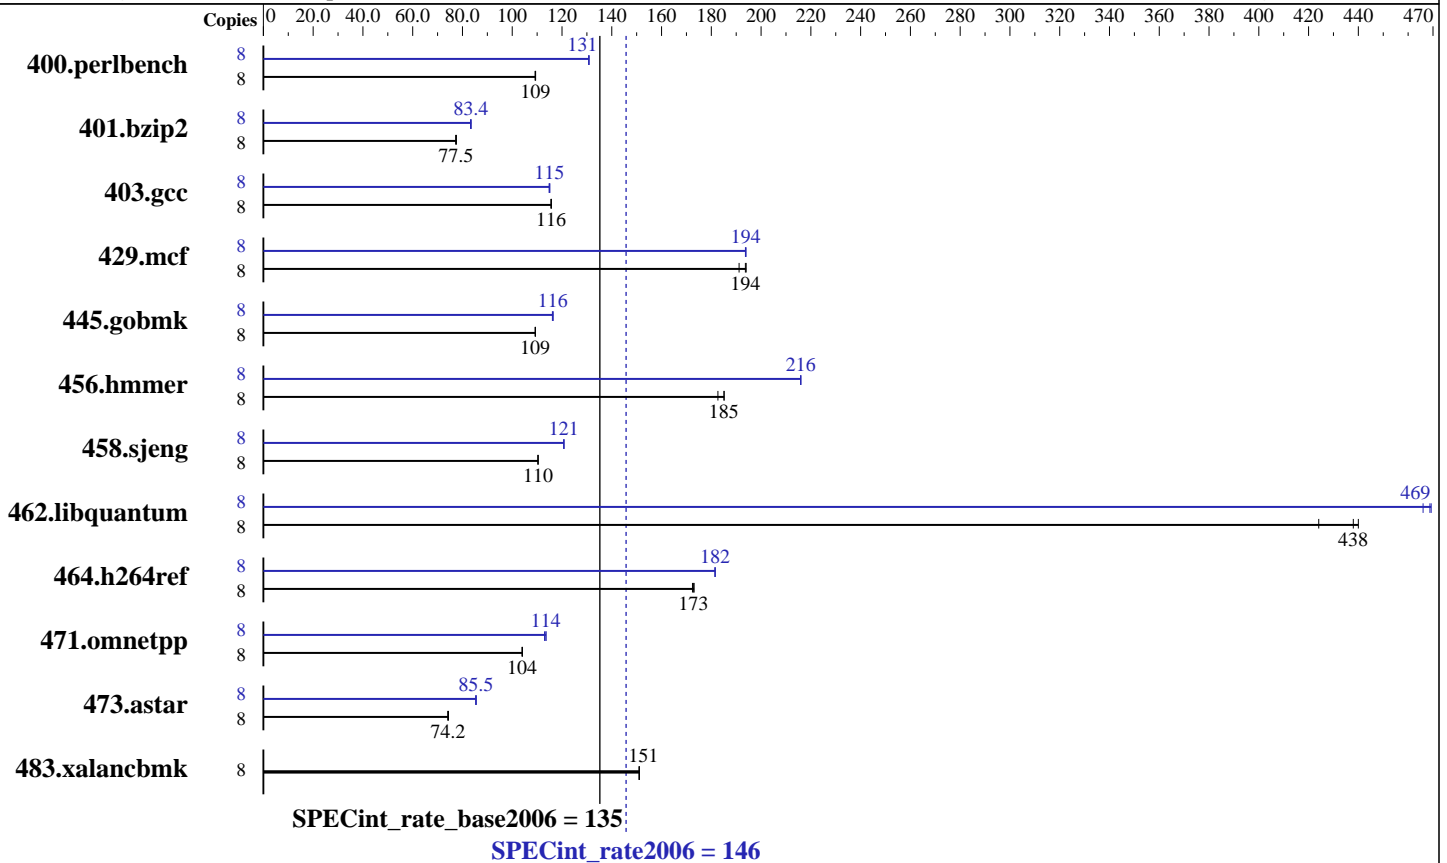 Copies 0 20.0 40.0 60.0 80.0 100 120 140 160 180 200 220 240 260 280 300 320 340 360 380 400 420 440 470
400.perlbench 8 131
8 109
401.bzip2 8 83.4
8 77.5
403.gcc 8 115
8 116
429.mcf 8 194
8 194
445.gobmk 8 116
8 109
456.hmmer 8 216
8 185
458.sjeng 8 121
8 110
462.libquantum 8 469
8 438
464.h264ref 8 182
8 173
471.omnetpp 8 114
8 104
473.astar 8 85.5
8 74.2
483.xalancbmk 8 151
SPECint_rate_base2006 = 135
SPECint_rate2006 = 146